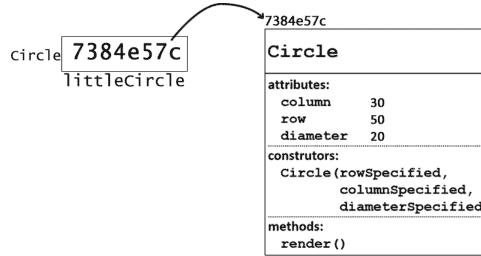 7384e57c
Circle 7384e57c
littleCircle
Circle
attributes:
column 30
row 50
diameter 20
construtors:
Circle(rowSpecified,
columnSpecified,
diameterSpecified
methods:
render()